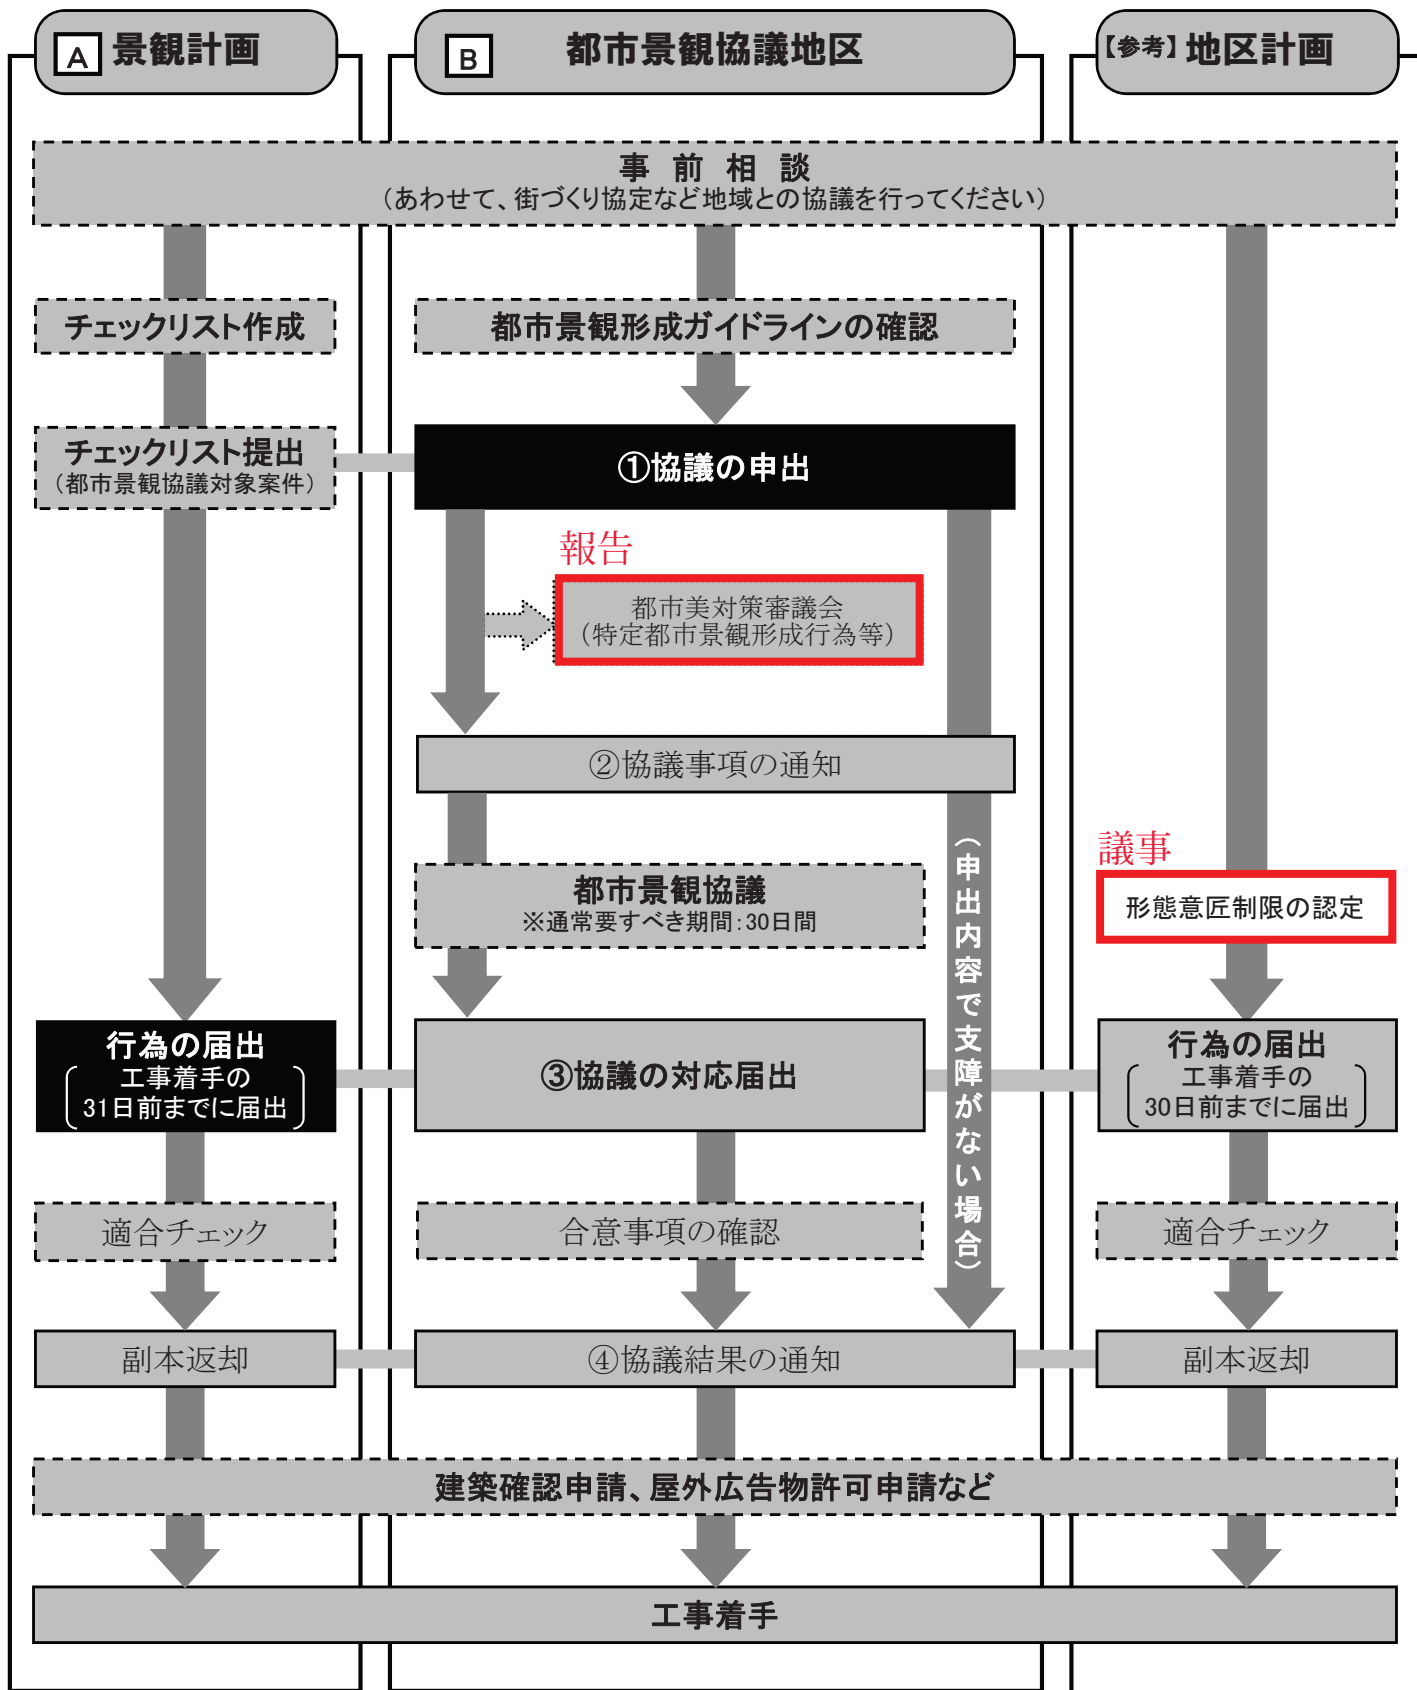 A 景観計画
B 都市景観協議地区
【参考】地区計画
事前相談
（あわせて、街づくり協定など地域との協議を行ってください）
チェックリスト作成
都市景観形成ガイドラインの確認
チェックリスト提出
（都市景観協議対象案件）
①協議の申出
報告
都市美対策審議会
（特定都市景観形成行為等）
②協議事項の通知
（申出内容で支障がない場合）
都市景観協議
※通常要すべき期間：30日間
議事
形態意匠制限の認定
行為の届出
工事着手の
31日前までに届出
③協議の対応届出
行為の届出
工事着手の
30日前までに届出
適合チェック
合意事項の確認
適合チェック
副本返却
④協議結果の通知
副本返却
建築確認申請、屋外広告物許可申請など
工事着手